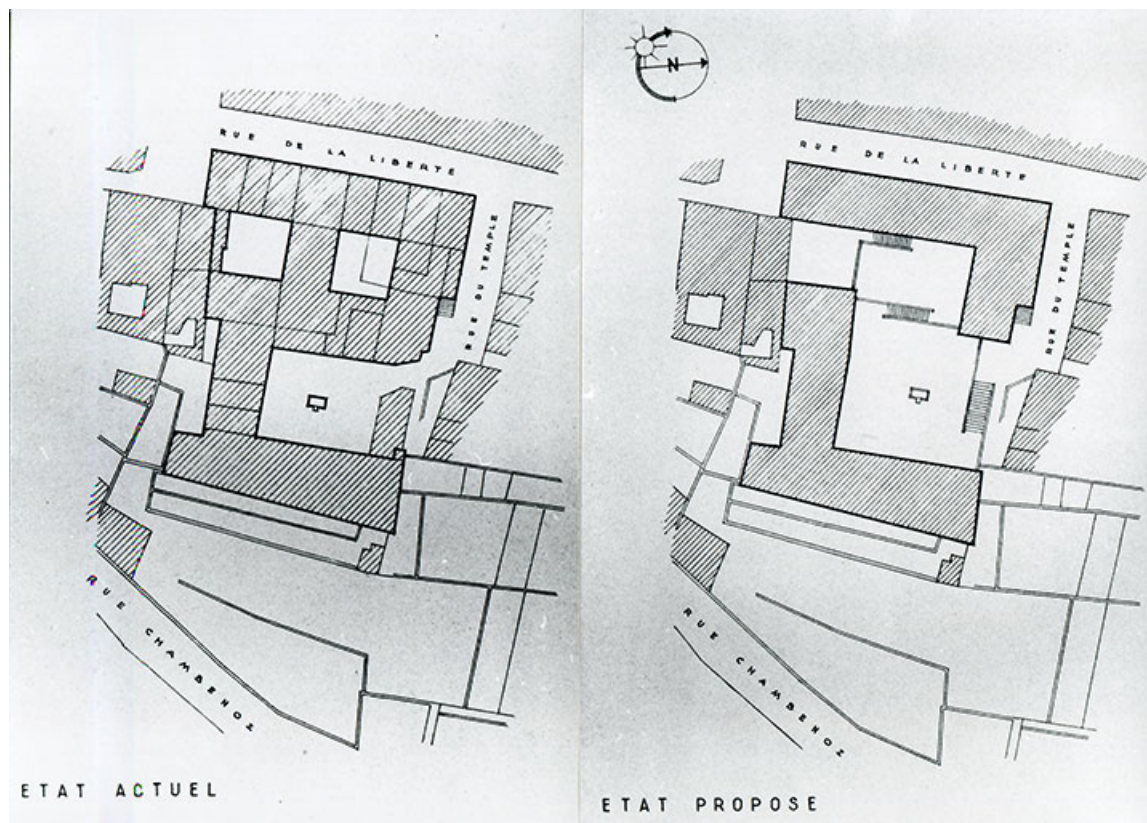 RUE DE LA LIBERTE
RUE DU TEMPLE
RUE CHAMBEHOZ
ETAT ACTUEL
N
RUE DE LA LIBERTE
RUE DU TEMPLE
RUE CHAMBEHOZ
ETAT PROPOSE